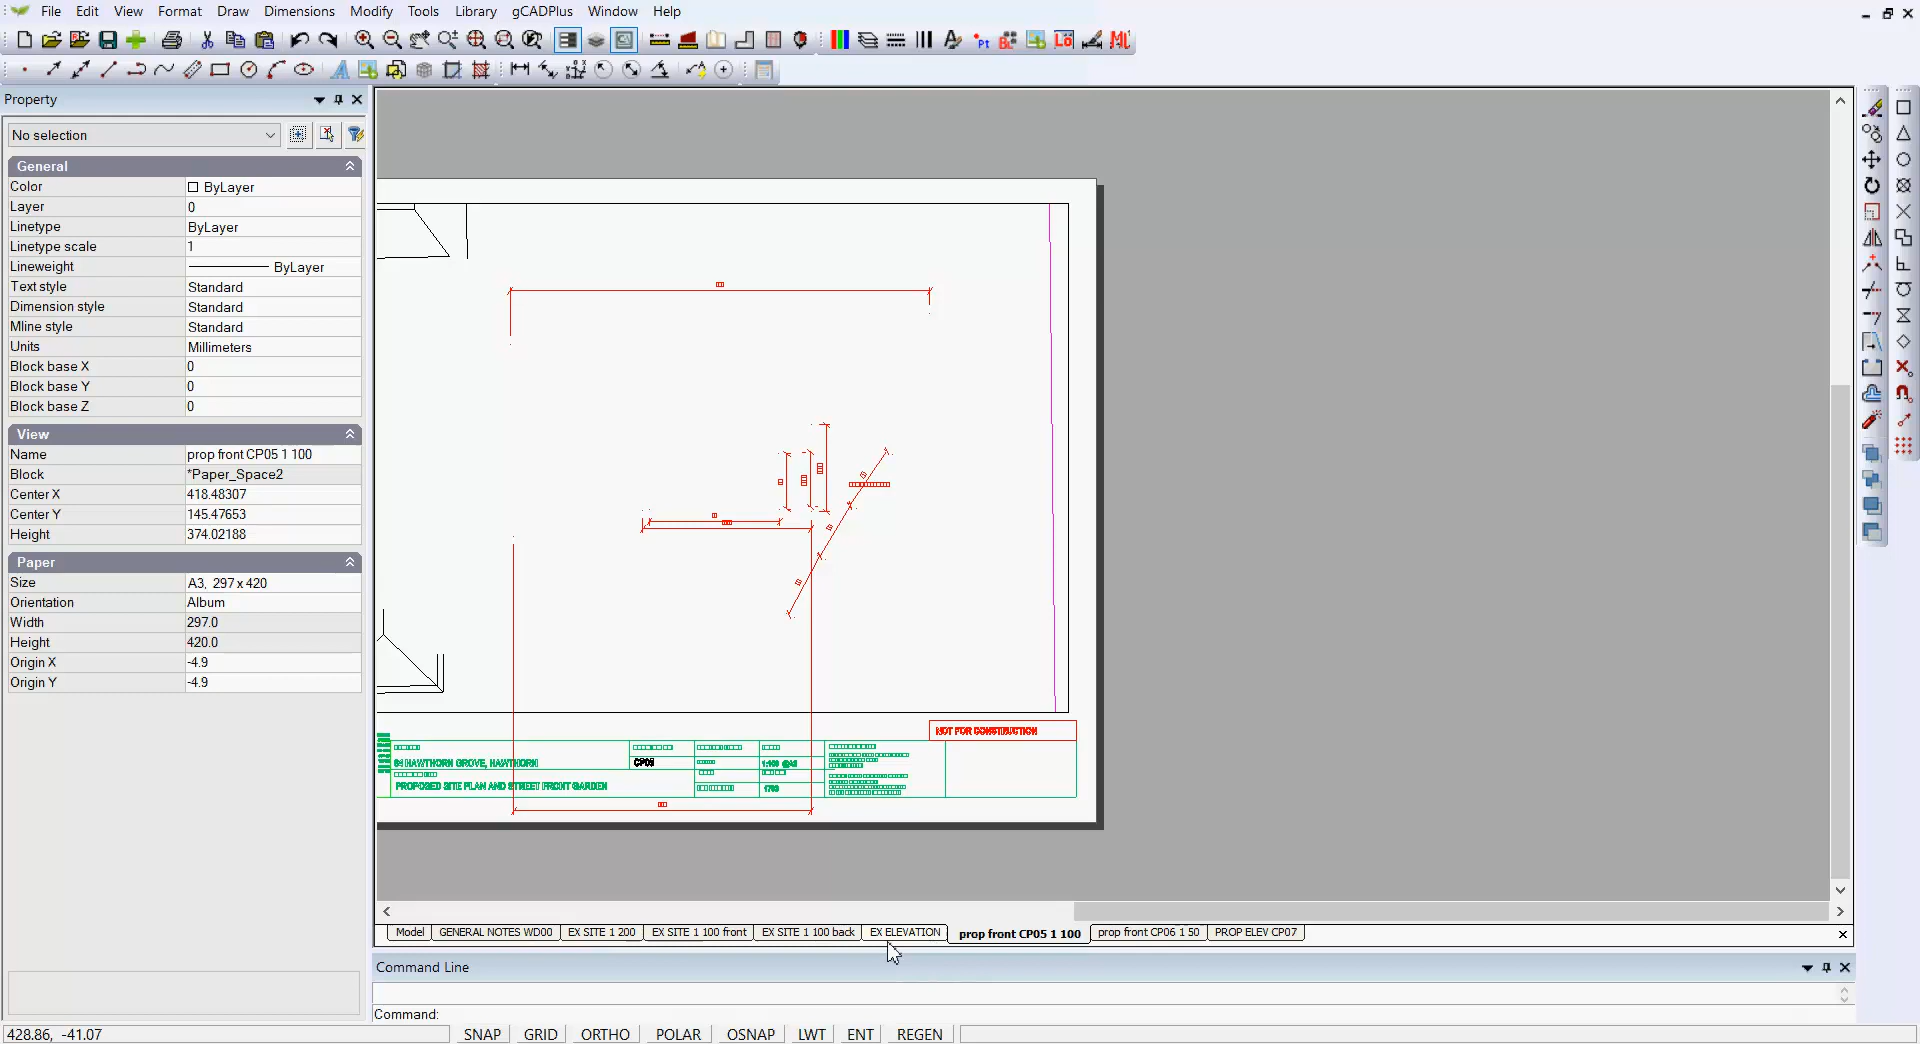 File Edit View Format Draw Dimensions Modify Tools Library gCADPlus Window Help
Property
No selection
General
Color ByLayer
Layer 0
Linetype ByLayer
Linetype scale 1
Lineweight ByLayer
Text style Standard
Dimension style Standard
Mline style Standard
Units Millimeters
Block base X 0
Block base Y 0
Block base Z 0
View
Name prop front CP05 1 100
Block *Paper_Space2
Center X 418.48307
Center Y 145.47653
Height 374.02188
Paper
Size A3, 297 x 420
Orientation Album
Width 297.0
Height 420.0
Origin X -4.9
Origin Y -4.9
NOT FOR CONSTRUCTION
HAWTHORN GROVE, HAWTHORN
CP05
PROPOSED SITE PLAN AND STREET FRONT GARDEN
Model GENERAL NOTES WD00 EX SITE 1 200 EX SITE 1 100 front EX SITE 1 100 back EX ELEVATION prop front CP05 1 100 prop front CP06 1 50 PROP ELEV CP07
Command Line
Command:
428.86, -41.07 SNAP GRID ORTHO POLAR OSNAP LWT ENT REGEN